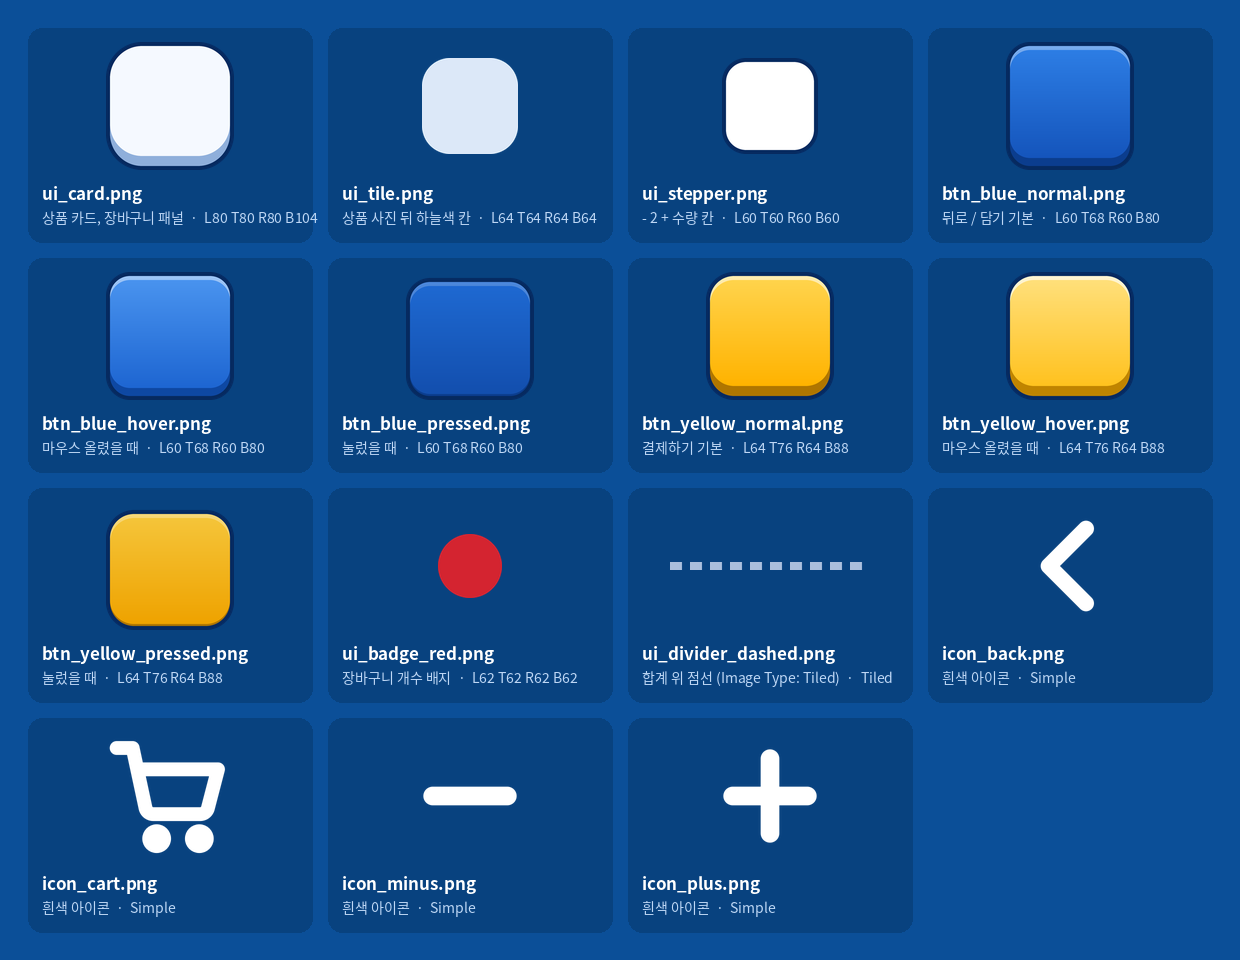 ui_card.png
상품 카드, 장바구니 패널 · L80 T80 R80 B104
ui_tile.png
상품 사진 뒤 하늘색 칸 · L64 T64 R64 B64
ui_stepper.png
- 2 + 수량 칸 · L60 T60 R60 B60
btn_blue_normal.png
뒤로 / 담기 기본 · L60 T68 R60 B80
btn_blue_hover.png
마우스 올렸을 때 · L60 T68 R60 B80
btn_blue_pressed.png
눌렀을 때 · L60 T68 R60 B80
btn_yellow_normal.png
결제하기 기본 · L64 T76 R64 B88
btn_yellow_hover.png
마우스 올렸을 때 · L64 T76 R64 B88
btn_yellow_pressed.png
눌렀을 때 · L64 T76 R64 B88
ui_badge_red.png
장바구니 개수 배지 · L62 T62 R62 B62
ui_divider_dashed.png
합계 위 점선 (Image Type: Tiled) · Tiled
icon_back.png
흰색 아이콘 · Simple
icon_cart.png
흰색 아이콘 · Simple
icon_minus.png
흰색 아이콘 · Simple
icon_plus.png
흰색 아이콘 · Simple